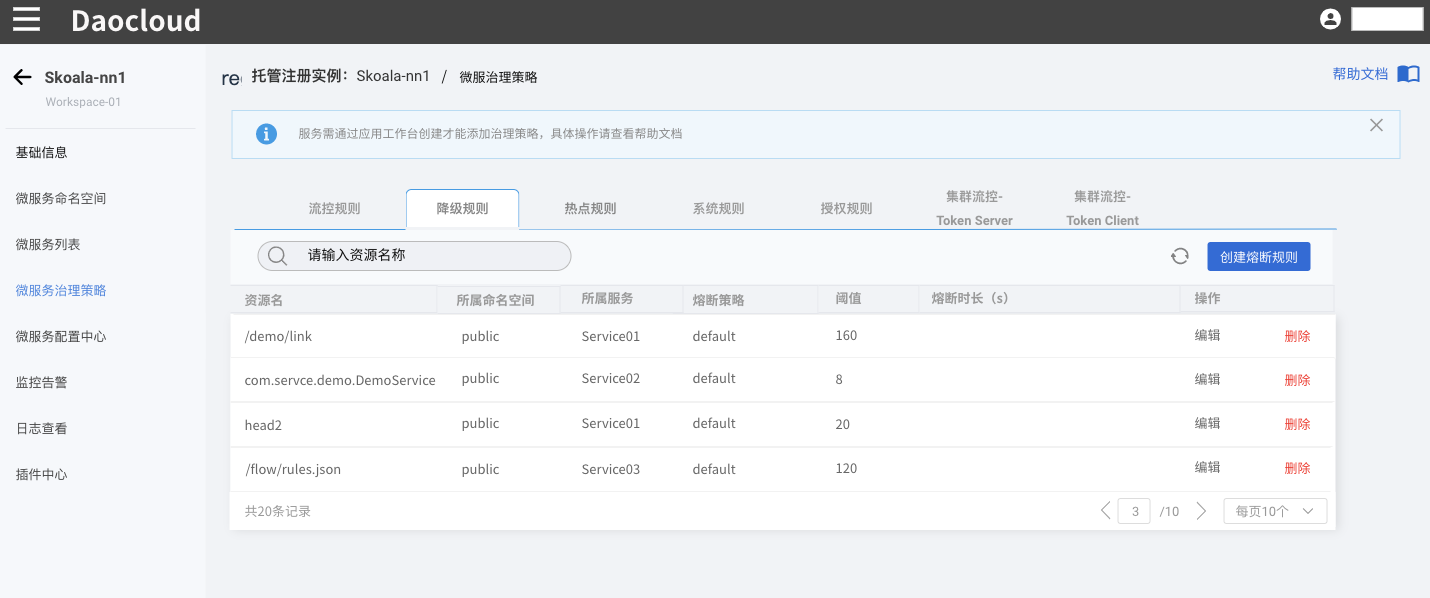 Daocloud
Skoala-nn1
Workspace-01
基础信息
微服务命名空间
微服务列表
微服务治理策略
微服务配置中心
监控告警
日志查看
插件中心
托管注册实例： Skoala-nn1 / 微服治理策略
帮助文档
服务需通过应用工作台创建才能添加治理策略，具体操作请查看帮助文档
流控规则 降级规则 热点规则 系统规则 授权规则 集群流控-Token Server 集群流控-Token Client
请输入资源名称 创建熔断规则
资源名 所属命名空间 所属服务 熔断策略 阈值 熔断时长（s） 操作
/demo/link public Service01 default 160 编辑 删除
com.servce.demo.DemoService public Service02 default 8 编辑 删除
head2 public Service01 default 20 编辑 删除
/flow/rules.json public Service03 default 120 编辑 删除
共20条记录 3 /10 每页10个